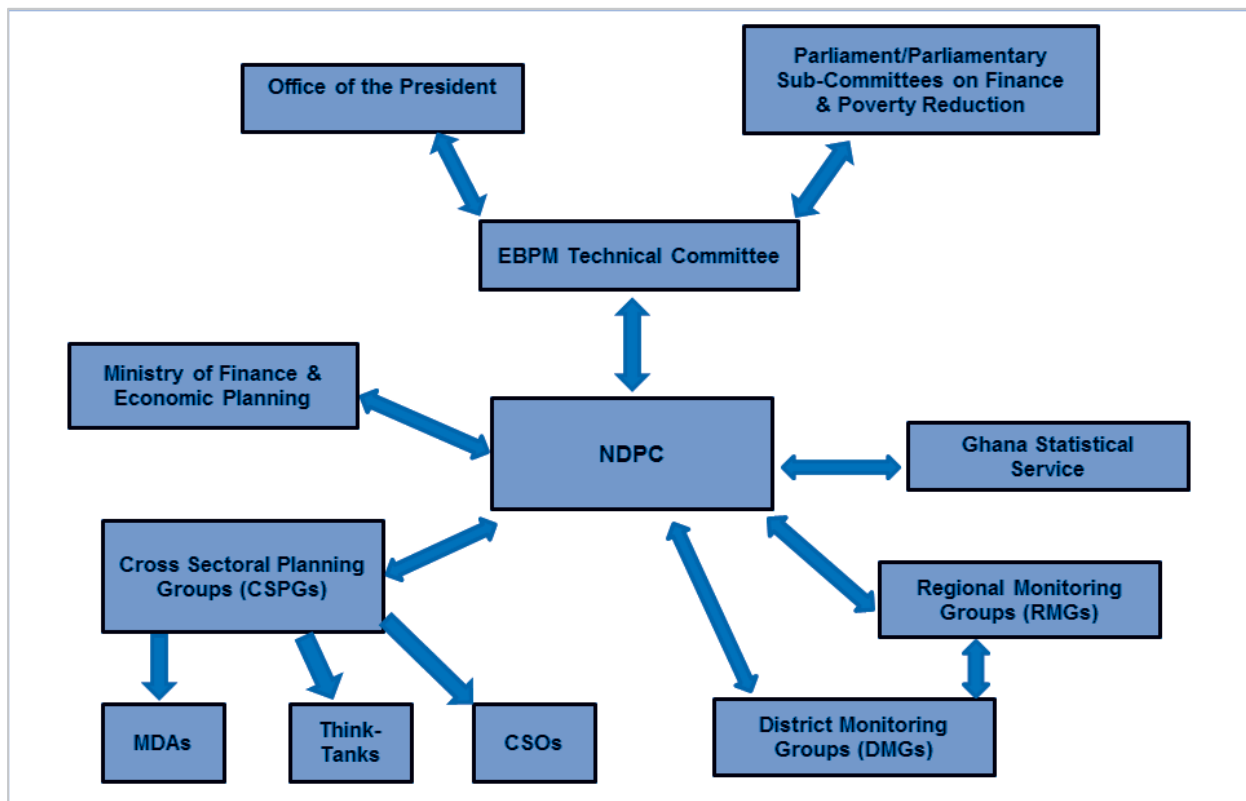 Office of the President
Parliament/Parliamentary
Sub-Committees on Finance
& Poverty Reduction
EBPM Technical Committee
Ministry of Finance &
Economic Planning
NDPC
Ghana Statistical
Service
Cross Sectoral Planning
Groups (CSPGs)
Regional Monitoring
Groups (RMGs)
MDAs
Think-
Tanks
CSOs
District Monitoring
Groups (DMGs)